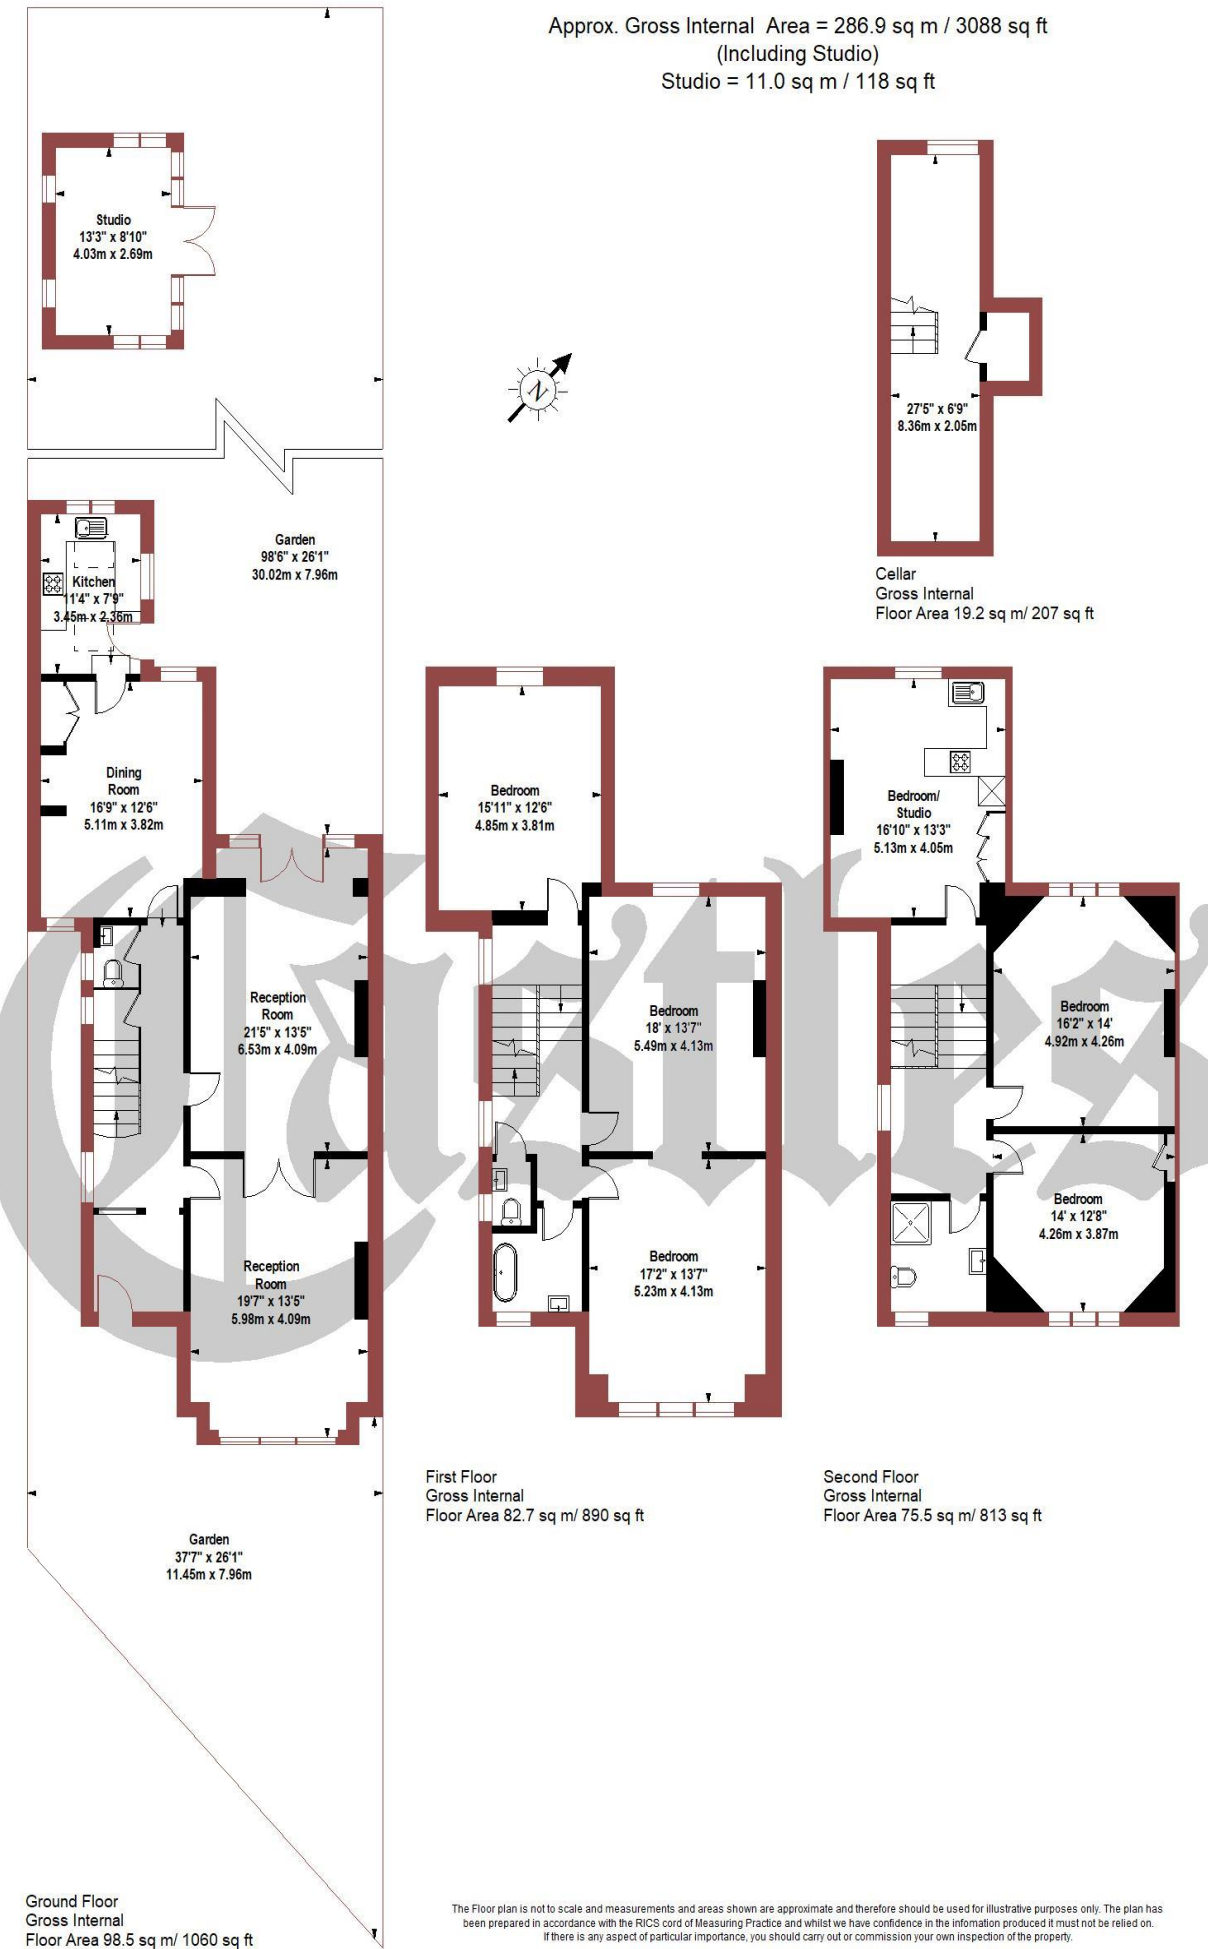 Approx. Gross Internal Area = 286.9 sq m / 3088 sq ft
(Including Studio)
Studio = 11.0 sq m / 118 sq ft
Studio
13'3" x 8'10"
4.03m x 2.69m
N
27'5" x 6'9"
8.36m x 2.05m
Cellar
Gross Internal
Floor Area 19.2 sq m/ 207 sq ft
Garden
98'6" x 26'1"
30.02m x 7.96m
Kitchen
11'4" x 7'9"
3.45m x 2.36m
Dining
Room
16'9" x 12'6"
5.11m x 3.82m
Reception
Room
21'5" x 13'5"
6.53m x 4.09m
Reception
Room
19'7" x 13'5"
5.98m x 4.09m
Bedroom
15'11" x 12'6"
4.85m x 3.81m
Bedroom
18' x 13'7"
5.49m x 4.13m
Bedroom
17'2" x 13'7"
5.23m x 4.13m
Bedroom/
Studio
16'10" x 13'3"
5.13m x 4.05m
Bedroom
16'2" x 14'
4.92m x 4.26m
Bedroom
14' x 12'8"
4.26m x 3.87m
Castles
First Floor
Gross Internal
Floor Area 82.7 sq m/ 890 sq ft
Second Floor
Gross Internal
Floor Area 75.5 sq m/ 813 sq ft
Garden
37'7" x 26'1"
11.45m x 7.96m
Ground Floor
Gross Internal
Floor Area 98.5 sq m/ 1060 sq ft
The Floor plan is not to scale and measurements and areas shown are approximate and therefore should be used for illustrative purposes only. The plan has
been prepared in accordance with the RICS cord of Measuring Practice and whilst we have confidence in the infomation produced it must not be relied on.
If there is any aspect of particular importance, you should carry out or commission your own inspection of the property.